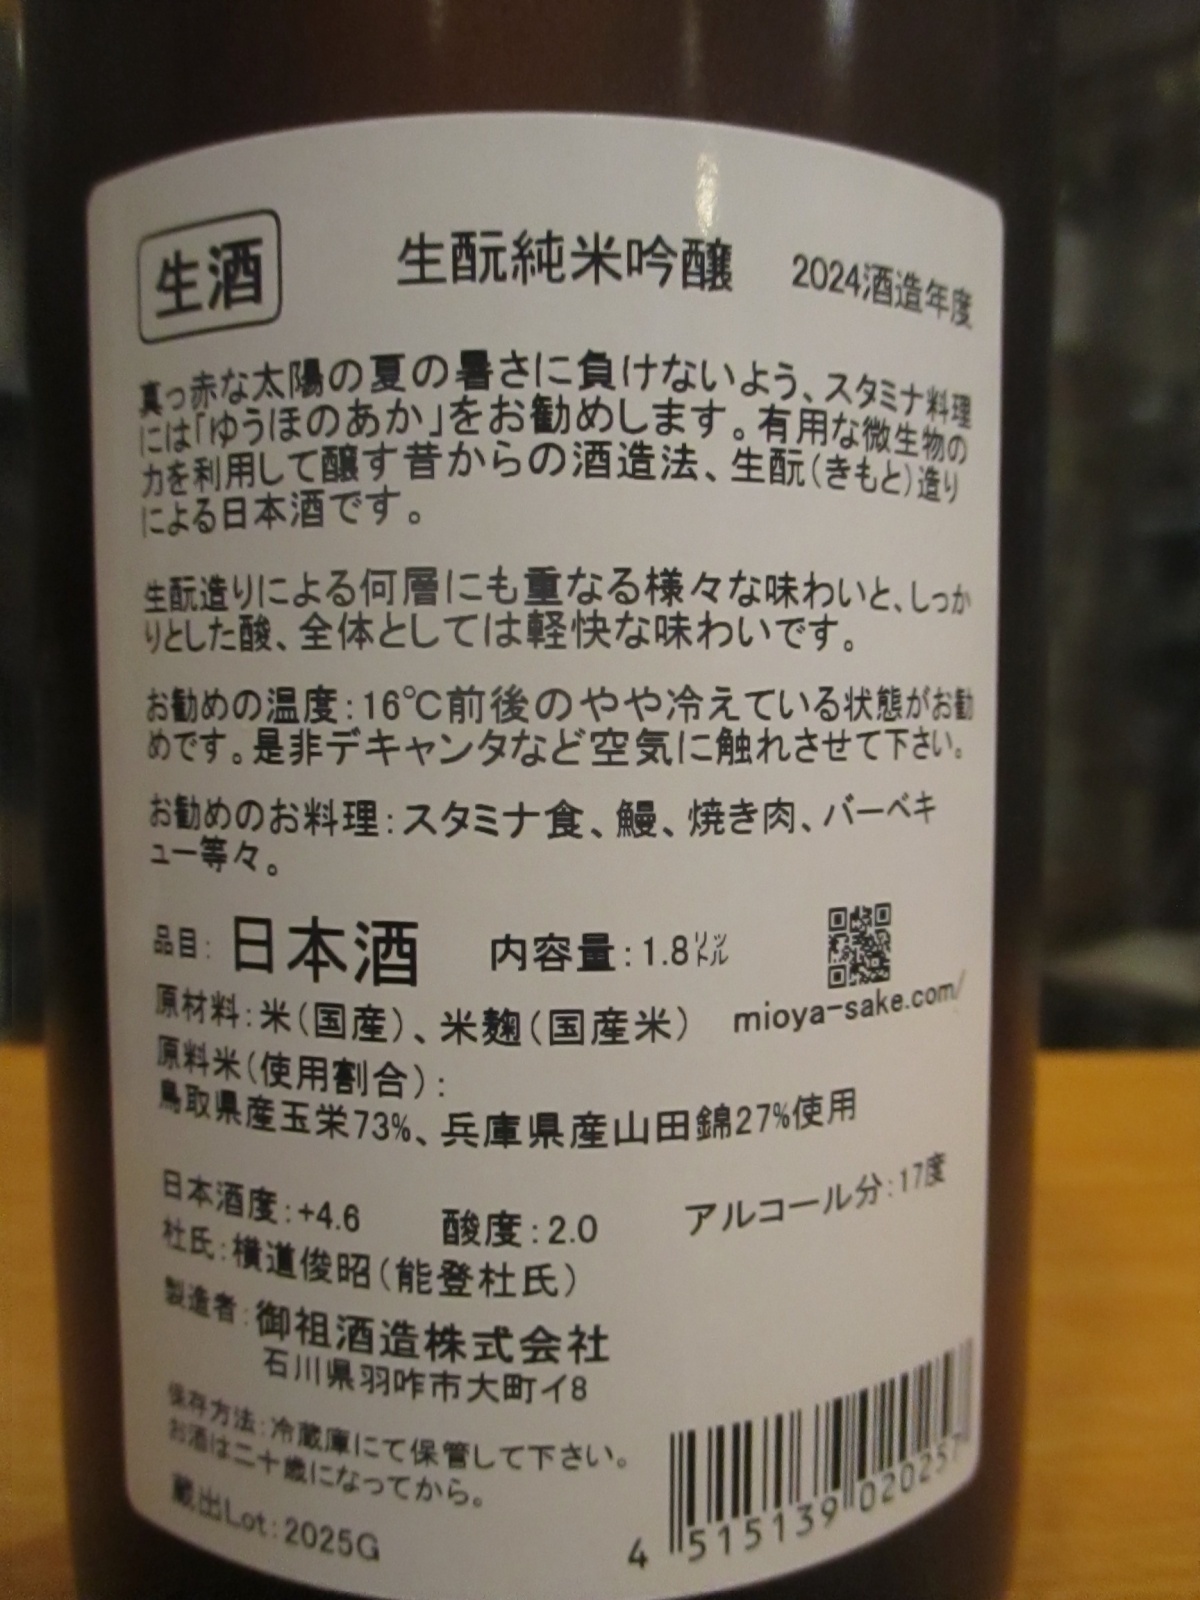 生酒
生酛純米吟醸
2024酒造年度
真っ赤な太陽の夏の暑さに負けないよう、スタミナ料理
には「ゆうほのあか」をお勧めします。有用な微生物の
力を利用して醸す昔からの酒造法、生酛(きもと)造り
による日本酒です。
生酛造りによる何層にも重なる様々な味わいと、しっか
りとした酸、全体としては軽快な味わいです。
お勧めの温度:16℃前後のやや冷えている状態がお勧
めです。是非デキャンタなど空気に触れさせて下さい。
お勧めのお料理:スタミナ食、鰻、焼き肉、バーベキ
ュー等々。
品目:日本酒 内容量:1.8リットル
原材料:米(国産)、米麹(国産米)
mioya-sake.com/
原料米(使用割合):
鳥取県産玉栄73%、兵庫県産山田錦27%使用
日本酒度:+4.6 酸度:2.0 アルコール分:17度
杜氏:横道俊昭(能登杜氏)
製造者:御祖酒造株式会社
石川県羽咋市大町イ8
保存方法:冷蔵庫にて保管して下さい。
お酒は二十歳になってから。
蔵出Lot:2025G
4 515139 020257